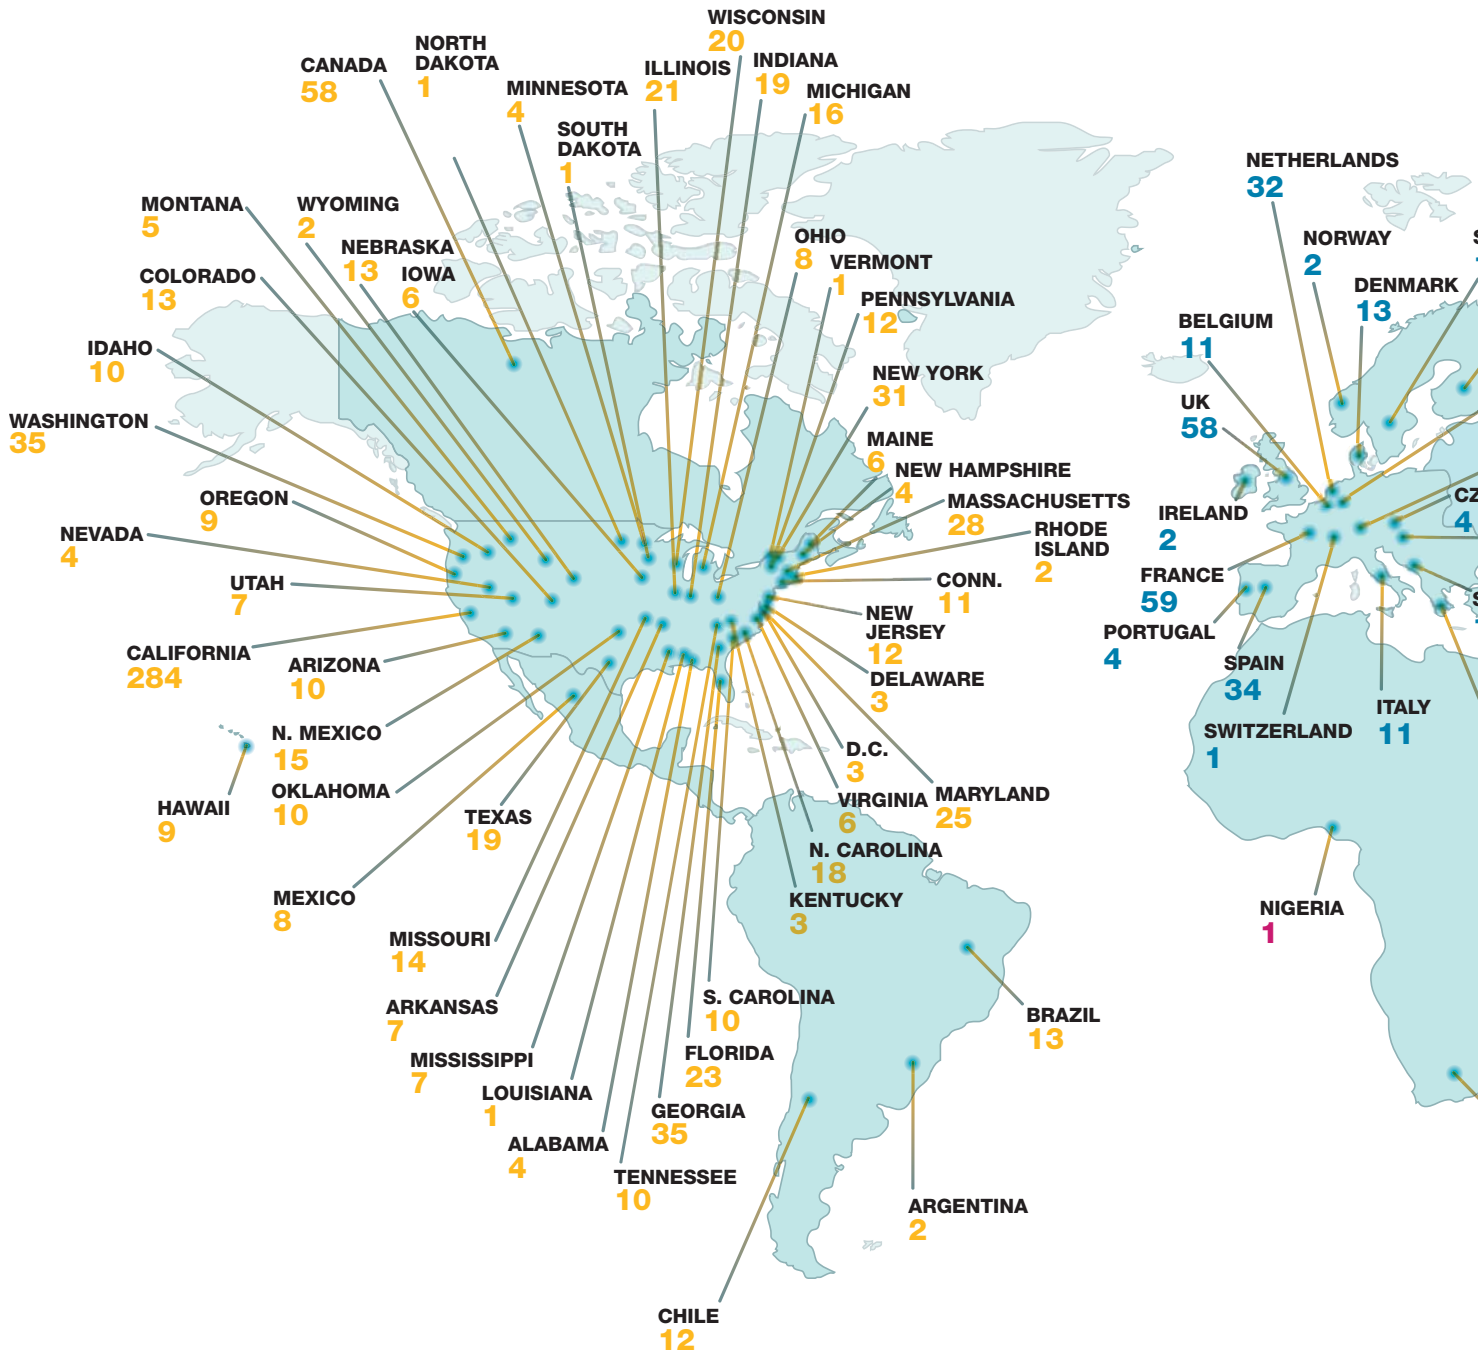 WISCONSIN
20
NORTH
DAKOTA
1
CANADA
58
ILLINOIS
21
INDIANA
19
MINNESOTA
4
MICHIGAN
16
SOUTH
DAKOTA
1
MONTANA
5
WYOMING
2
NEBRASKA
13
IOWA
6
COLORADO
13
IDAHO
10
WASHINGTON
35
OREGON
9
NEVADA
4
UTAH
7
CALIFORNIA
284
ARIZONA
10
N. MEXICO
15
HAWAII
9
OKLAHOMA
10
TEXAS
19
MEXICO
8
MISSOURI
14
ARKANSAS
7
MISSISSIPPI
7
LOUISIANA
1
ALABAMA
4
TENNESSEE
10
GEORGIA
35
FLORIDA
23
S. CAROLINA
10
KENTUCKY
3
N. CAROLINA
18
VIRGINIA
6
MARYLAND
25
D.C.
3
DELAWARE
3
NEW
JERSEY
12
CONN.
11
RHODE
ISLAND
2
MASSACHUSETTS
28
NEW HAMPSHIRE
4
MAINE
6
NEW YORK
31
PENNSYLVANIA
12
VERMONT
1
OHIO
8
BRAZIL
13
ARGENTINA
2
CHILE
12
NETHERLANDS
32
NORWAY
2
DENMARK
13
BELGIUM
11
UK
58
IRELAND
2
FRANCE
59
PORTUGAL
4
SPAIN
34
SWITZERLAND
1
ITALY
11
CZ
4
NIGERIA
1